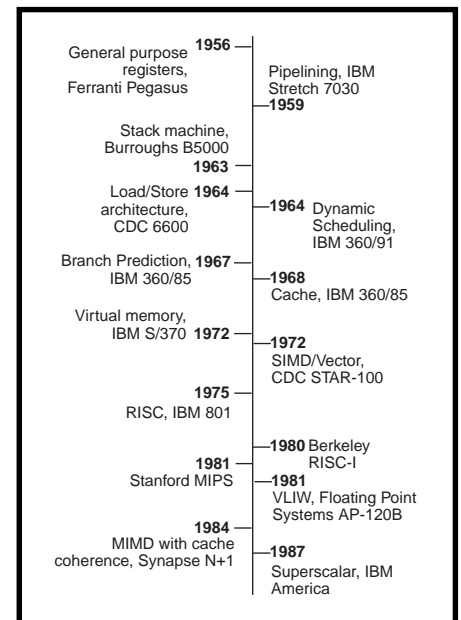 General purpose 1956
registers,
Ferranti Pegasus
Pipelining, IBM
Stretch 7030
1959
Stack machine,
Burroughs B5000
1963
Load/Store 1964
architecture,
CDC 6600
1964 Dynamic
Scheduling,
IBM 360/91
Branch Prediction, 1967
IBM 360/85
1968
Cache, IBM 360/85
Virtual memory,
IBM S/370 1972
1972
SIMD/Vector,
CDC STAR-100
1975
RISC, IBM 801
1980 Berkeley
RISC-I
1981
Stanford MIPS
1981
VLIW, Floating Point
Systems AP-120B
1984
MIMD with cache
coherence, Synapse N+1
1987
Superscalar, IBM
America